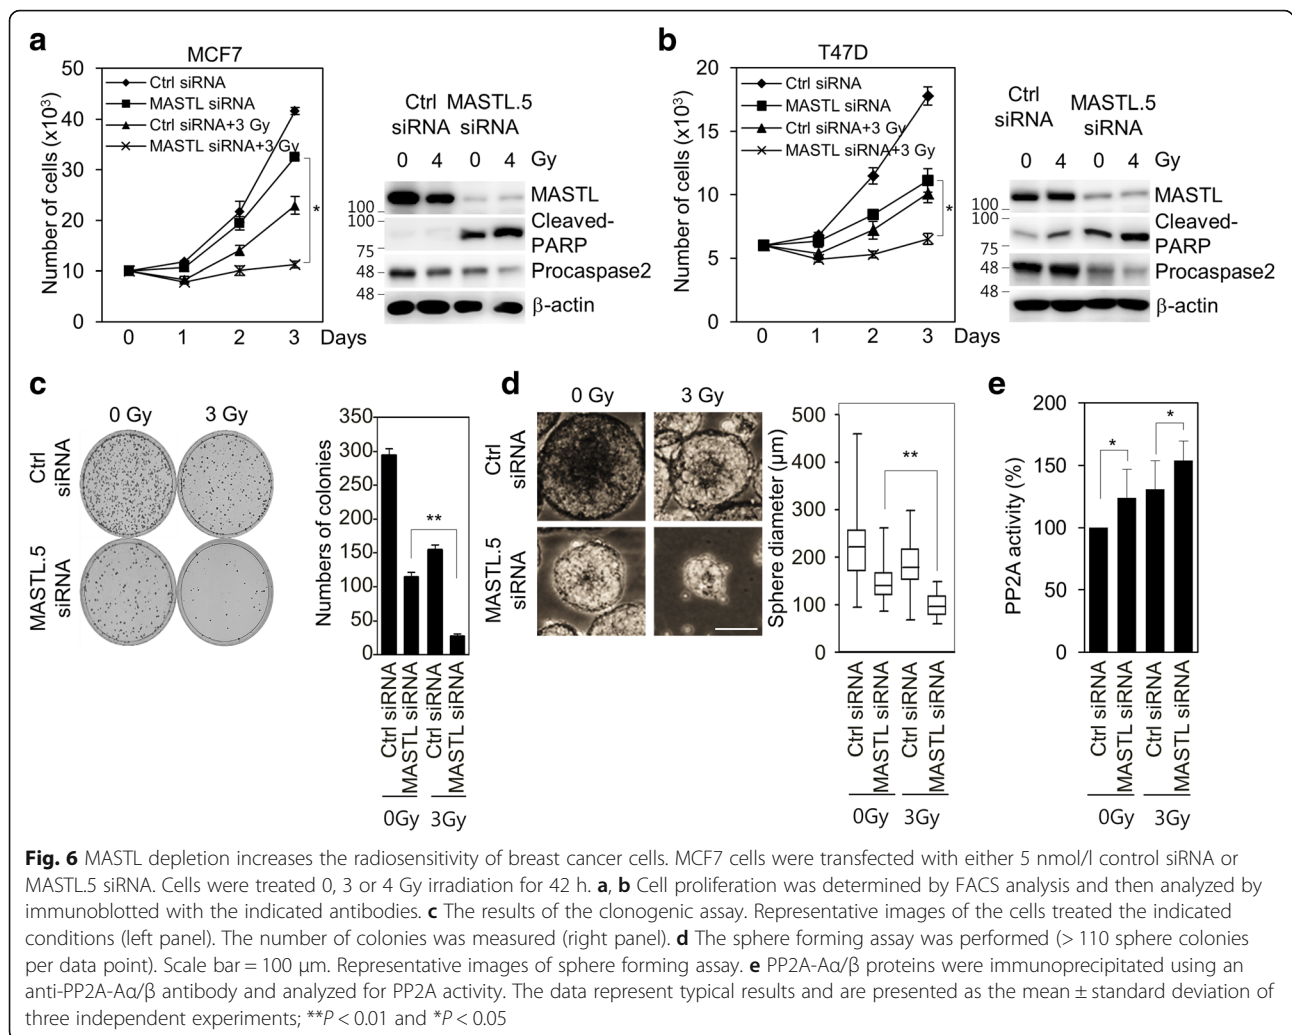 a
MCF7
Number of cells (x10³)
50
40
30
20
10
0
Ctrl siRNA
MASTL siRNA
Ctrl siRNA+3 Gy
MASTL siRNA+3 Gy
*
0 1 2 3 Days
Ctrl MASTL.5
siRNA siRNA
0 4 0 4 Gy
MASTL
100
100
Cleaved-
PARP
75
48
Procaspase2
48
β-actin
b
T47D
Number of cells (x10³)
20
15
10
5
0
Ctrl siRNA
MASTL siRNA
Ctrl siRNA+3 Gy
MASTL siRNA+3 Gy
*
0 1 2 3 Days
Ctrl
siRNA
MASTL.5
siRNA
0 4 0 4 Gy
MASTL
100
100
Cleaved-
PARP
75
48
Procaspase2
48
β-actin
c
0 Gy 3 Gy
Ctrl
siRNA
MASTL.5
siRNA
Numbers of colonies
350
300
250
200
150
100
50
0
**
Ctrl siRNA
MASTL siRNA
Ctrl siRNA
MASTL siRNA
0Gy 3Gy
d
0 Gy 3 Gy
Ctrl
siRNA
MASTL.5
siRNA
Sphere diameter (μm)
500
400
300
200
100
0
**
Ctrl siRNA
MASTL siRNA
Ctrl siRNA
MASTL siRNA
0Gy 3Gy
e
PP2A activity (%)
200
150
100
50
0
*
*
Ctrl siRNA
MASTL siRNA
Ctrl siRNA
MASTL siRNA
0Gy 3Gy
Fig. 6 MASTL depletion increases the radiosensitivity of breast cancer cells. MCF7 cells were transfected with either 5 nmol/l control siRNA or
MASTL.5 siRNA. Cells were treated 0, 3 or 4 Gy irradiation for 42 h. a, b Cell proliferation was determined by FACS analysis and then analyzed by
immunoblotted with the indicated antibodies. c The results of the clonogenic assay. Representative images of the cells treated the indicated
conditions (left panel). The number of colonies was measured (right panel). d The sphere forming assay was performed (> 110 sphere colonies
per data point). Scale bar = 100 μm. Representative images of sphere forming assay. e PP2A-Aα/β proteins were immunoprecipitated using an
anti-PP2A-Aα/β antibody and analyzed for PP2A activity. The data represent typical results and are presented as the mean ± standard deviation of
three independent experiments; **P < 0.01 and *P < 0.05